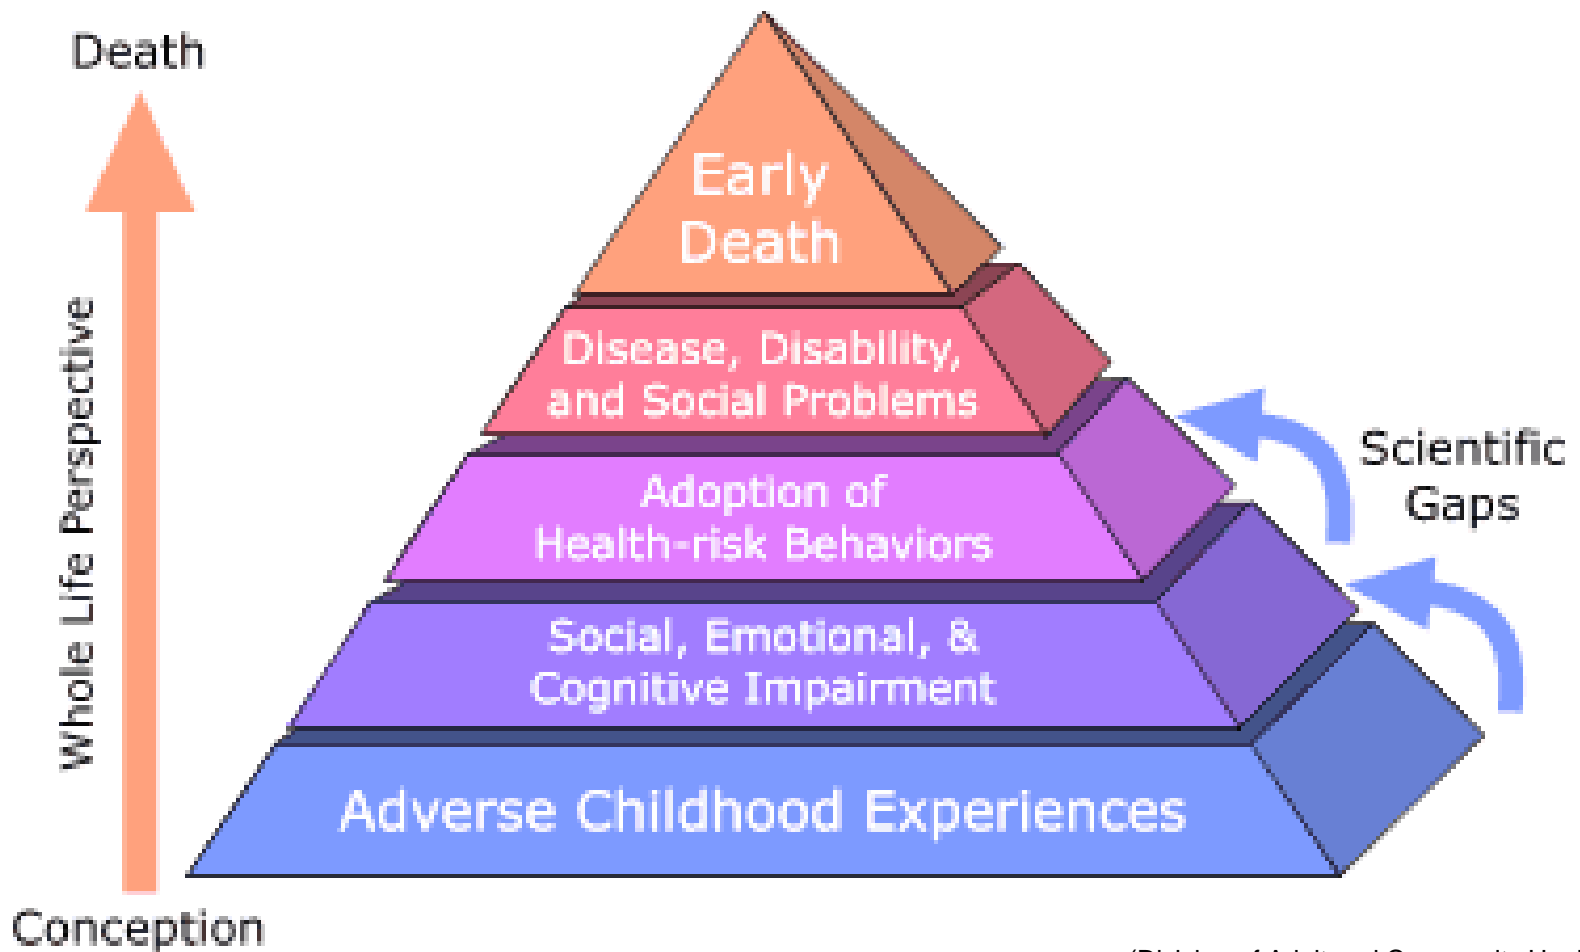 Death
Early
Death
Disease, Disability,
and Social Problems
Adoption of
Health-risk Behaviors
Social, Emotional, &
Cognitive Impairment
Adverse Childhood Experiences
Scientific
Gaps
Whole Life Perspective
Conception